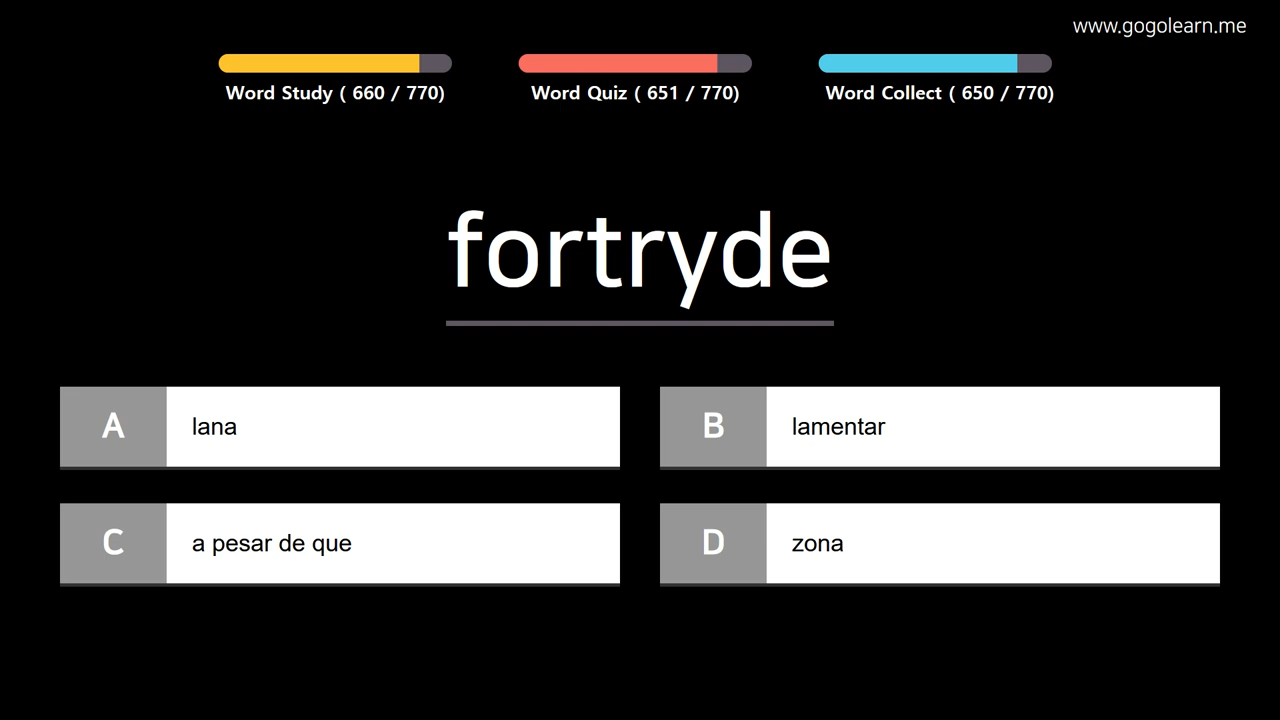 www.gogolearn.me
Word Study ( 660 / 770)
Word Quiz ( 651 / 770)
Word Collect ( 650 / 770)
fortryde
A lana
B lamentar
C a pesar de que
D zona